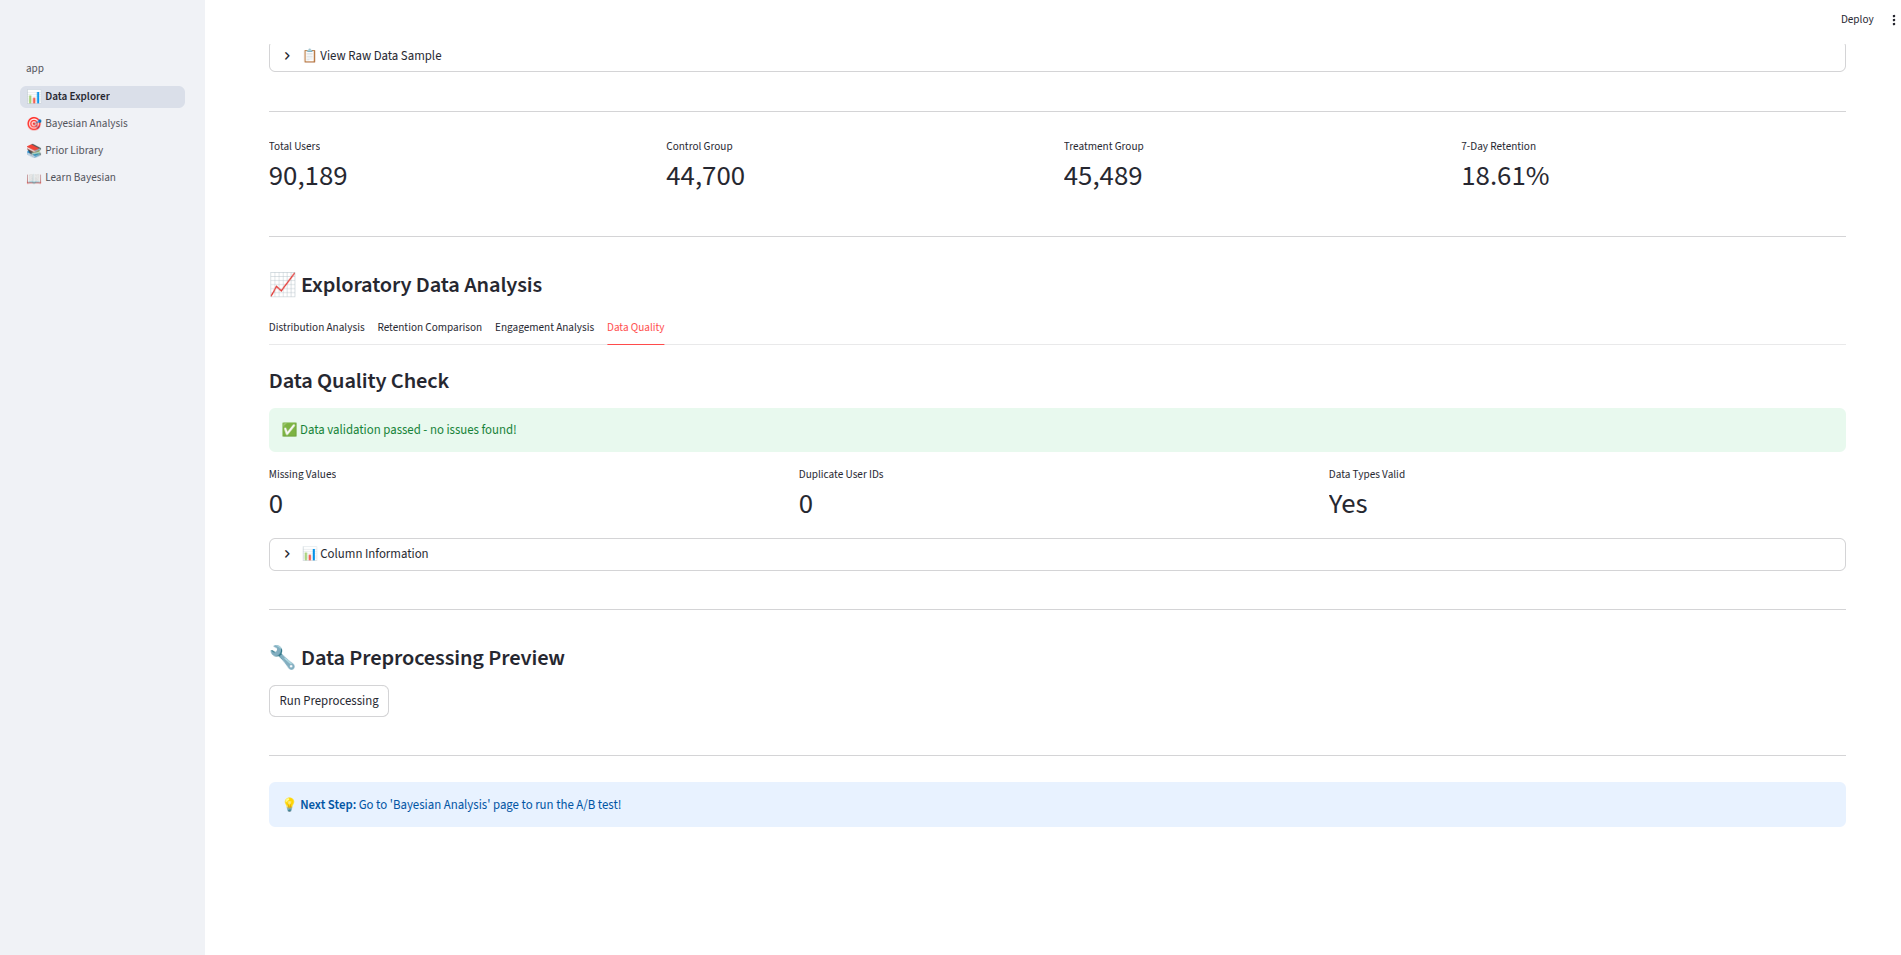 Deploy
app
Data Explorer
Bayesian Analysis
Prior Library
Learn Bayesian
View Raw Data Sample
Total Users
90,189
Control Group
44,700
Treatment Group
45,489
7-Day Retention
18.61%
Exploratory Data Analysis
Distribution Analysis Retention Comparison Engagement Analysis Data Quality
Data Quality Check
Data validation passed - no issues found!
Missing Values
0
Duplicate User IDs
0
Data Types Valid
Yes
Column Information
Data Preprocessing Preview
Run Preprocessing
Next Step: Go to 'Bayesian Analysis' page to run the A/B test!